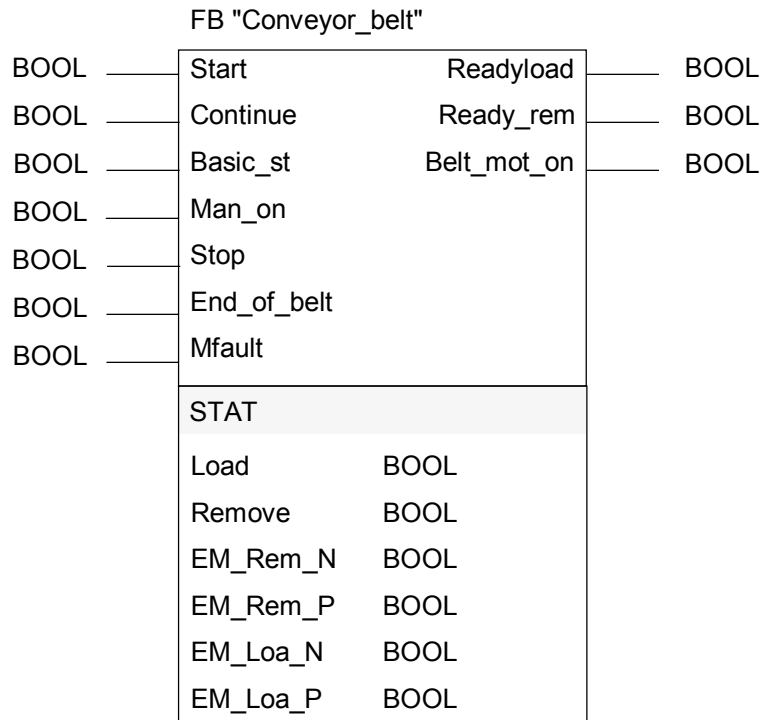 FB "Conveyor_belt"
BOOL Start Readyload BOOL
BOOL Continue Ready_rem BOOL
BOOL Basic_st Belt_mot_on BOOL
BOOL Man_on
BOOL Stop
BOOL End_of_belt
BOOL Mfault
STAT
Load BOOL
Remove BOOL
EM_Rem_N BOOL
EM_Rem_P BOOL
EM_Loa_N BOOL
EM_Loa_P BOOL